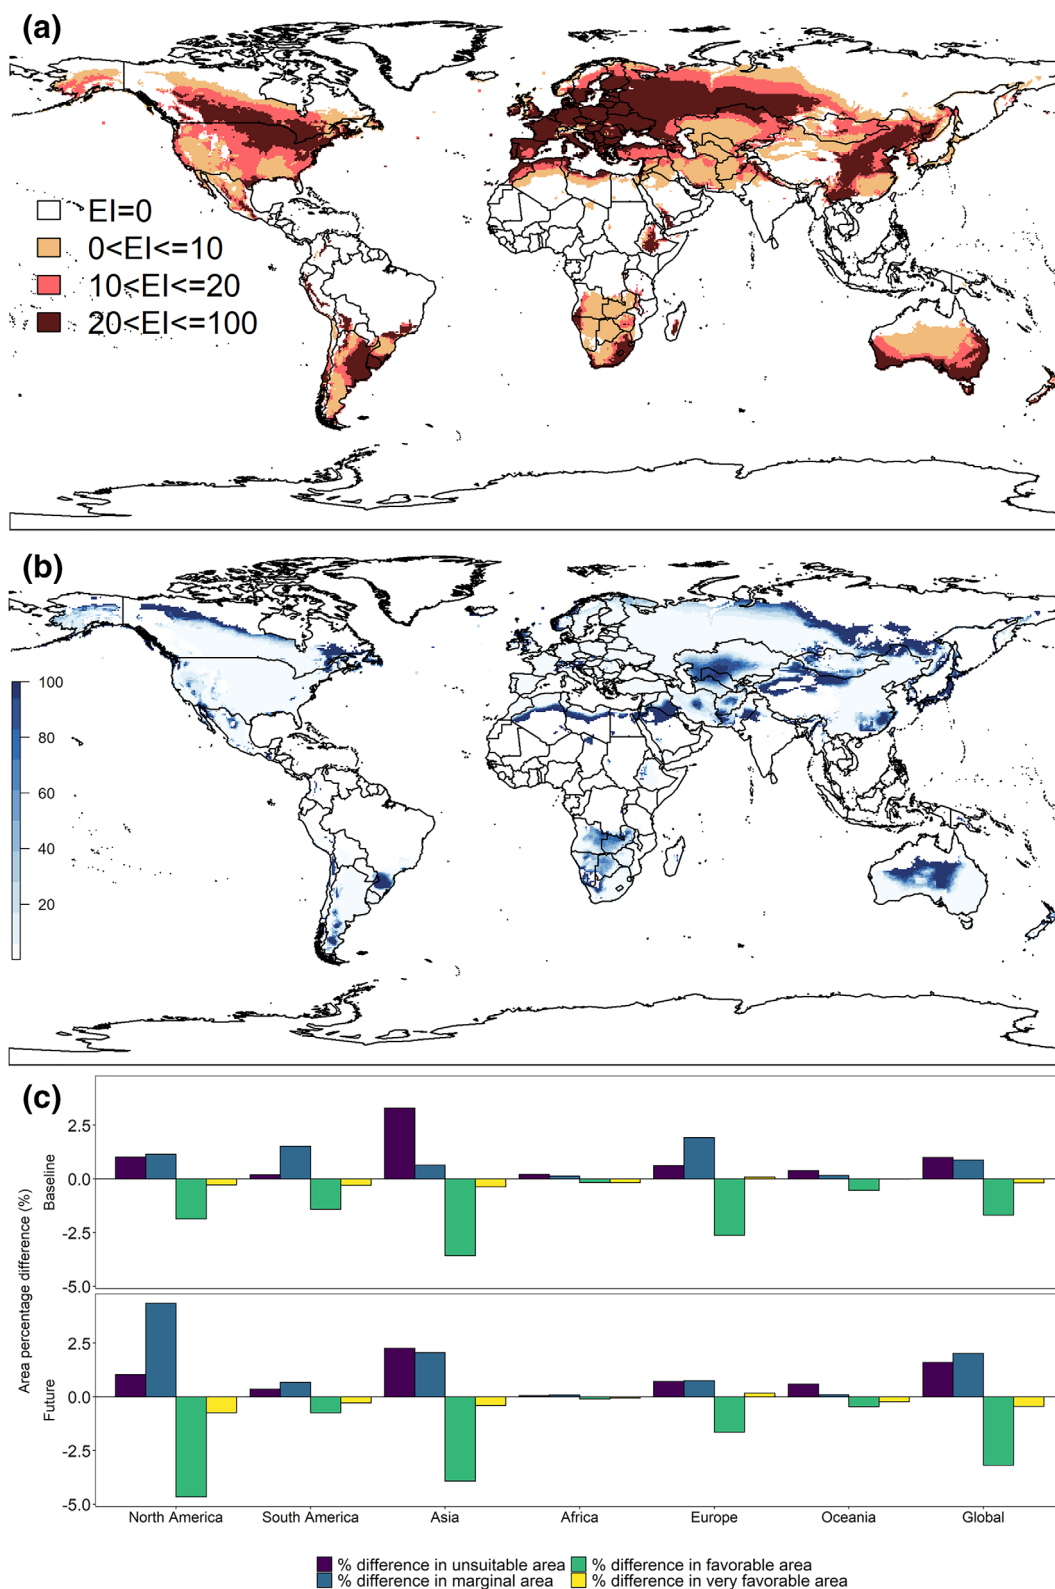 (a)
EI=0
0<EI<=10
10<EI<=20
20<EI<=100
(b)
100
80
60
40
20
(c)
Area percentage difference (%)
Baseline
2.5
0.0
-2.5
-5.0
Future
2.5
0.0
-2.5
-5.0
North America South America Asia Africa Europe Oceania Global
% difference in unsuitable area % difference in favorable area
% difference in marginal area % difference in very favorable area